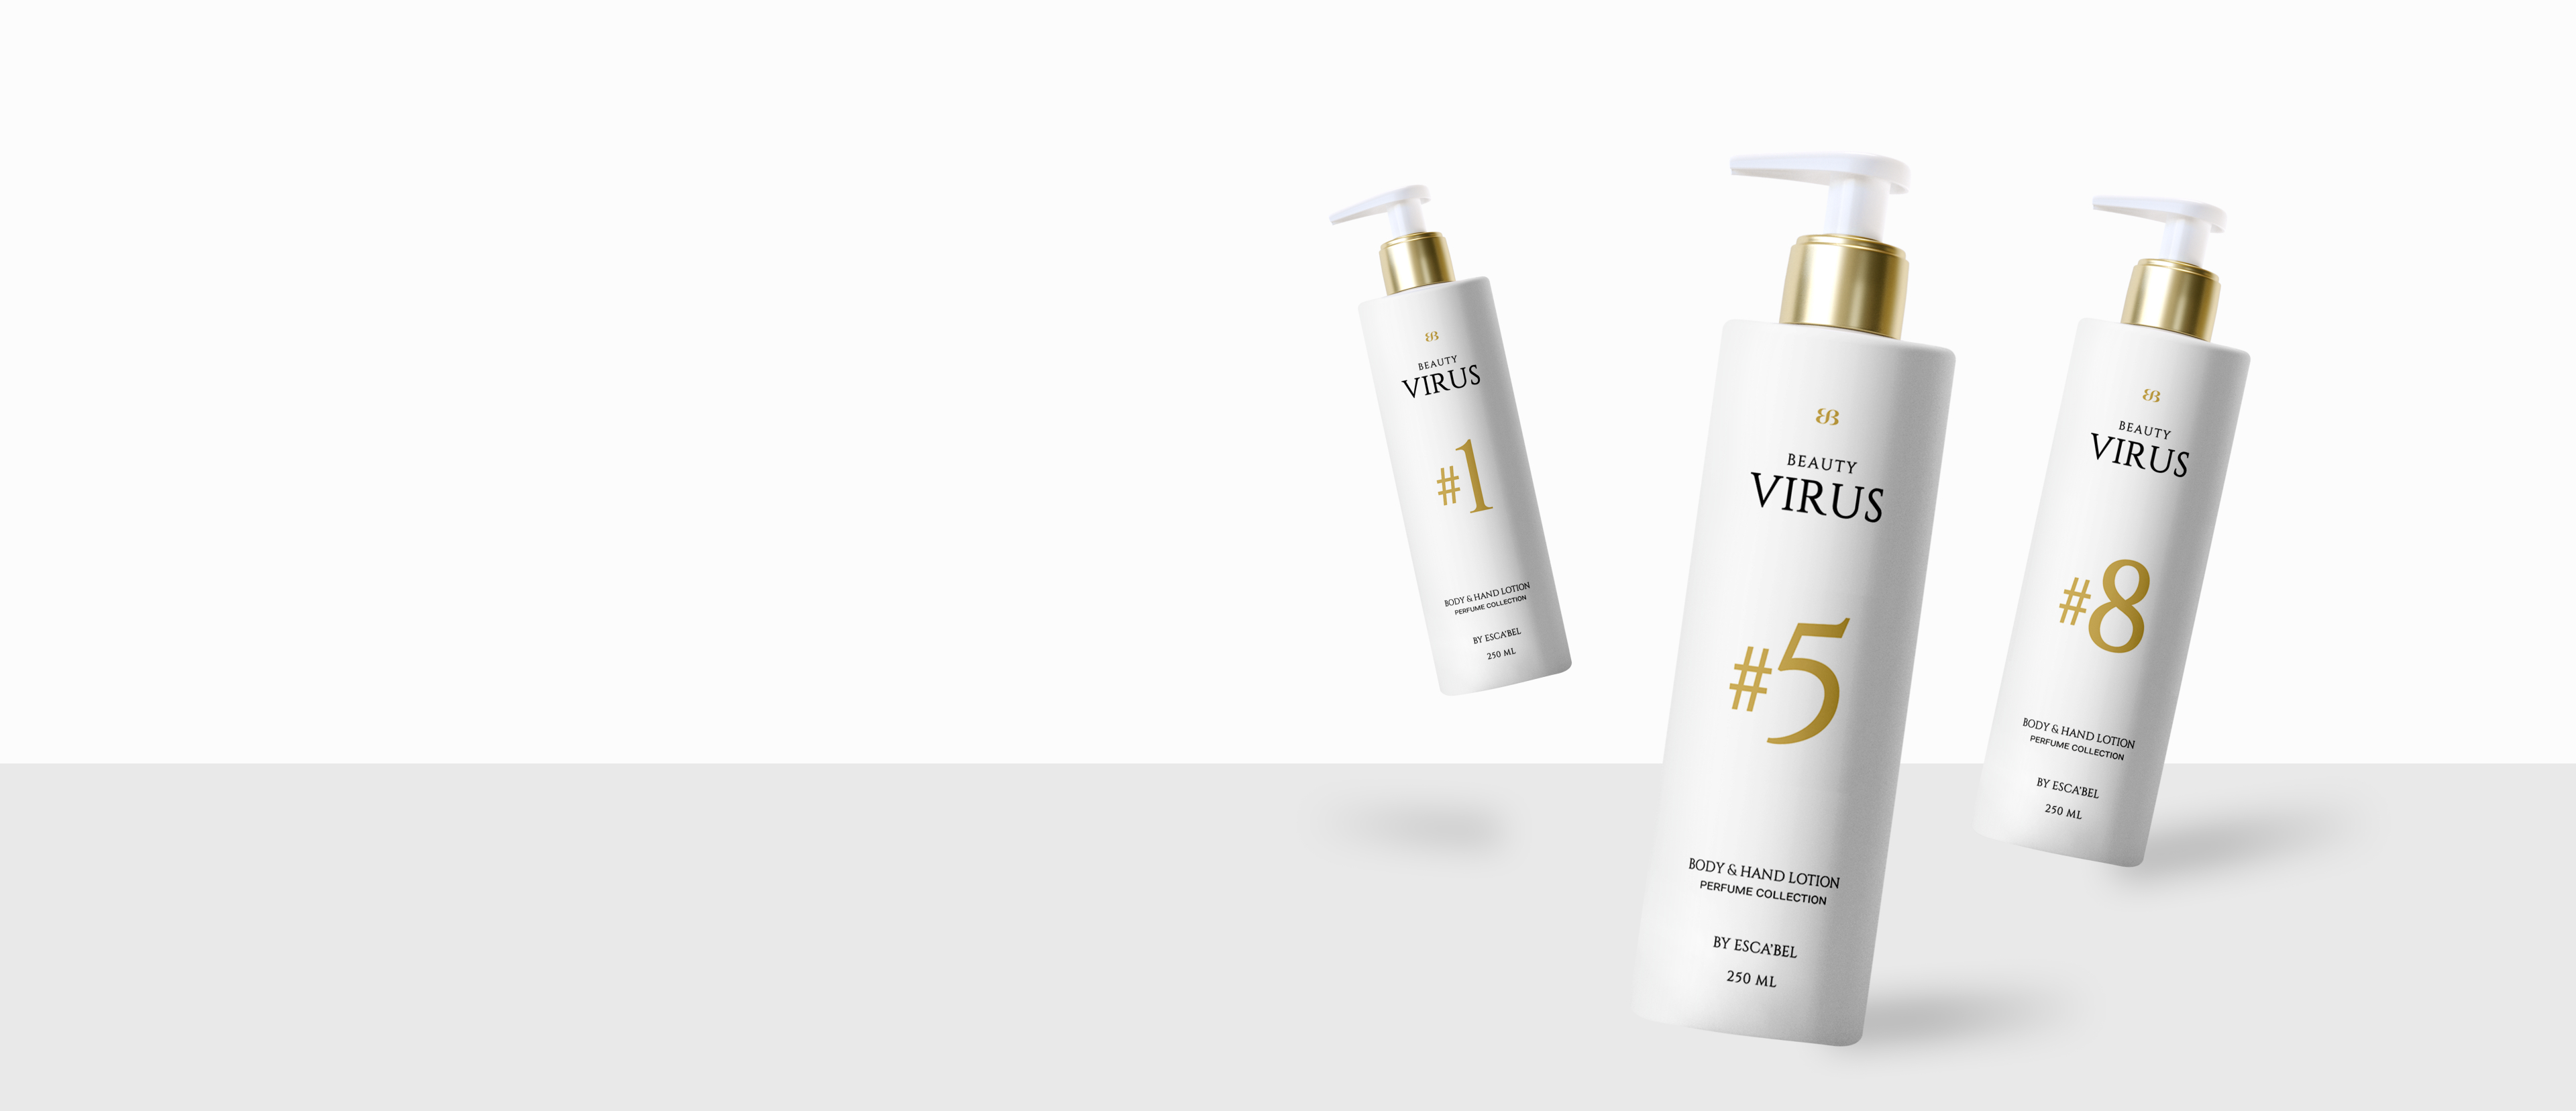 BEAUTY
VIRUS
#1
BODY & HAND LOTION
PERFUME COLLECTION
BY ESCA'BEL
250 ML
BEAUTY
VIRUS
#5
BODY & HAND LOTION
PERFUME COLLECTION
BY ESCA'BEL
250 ML
BEAUTY
VIRUS
#8
BODY & HAND LOTION
PERFUME COLLECTION
BY ESCA'BEL
250 ML